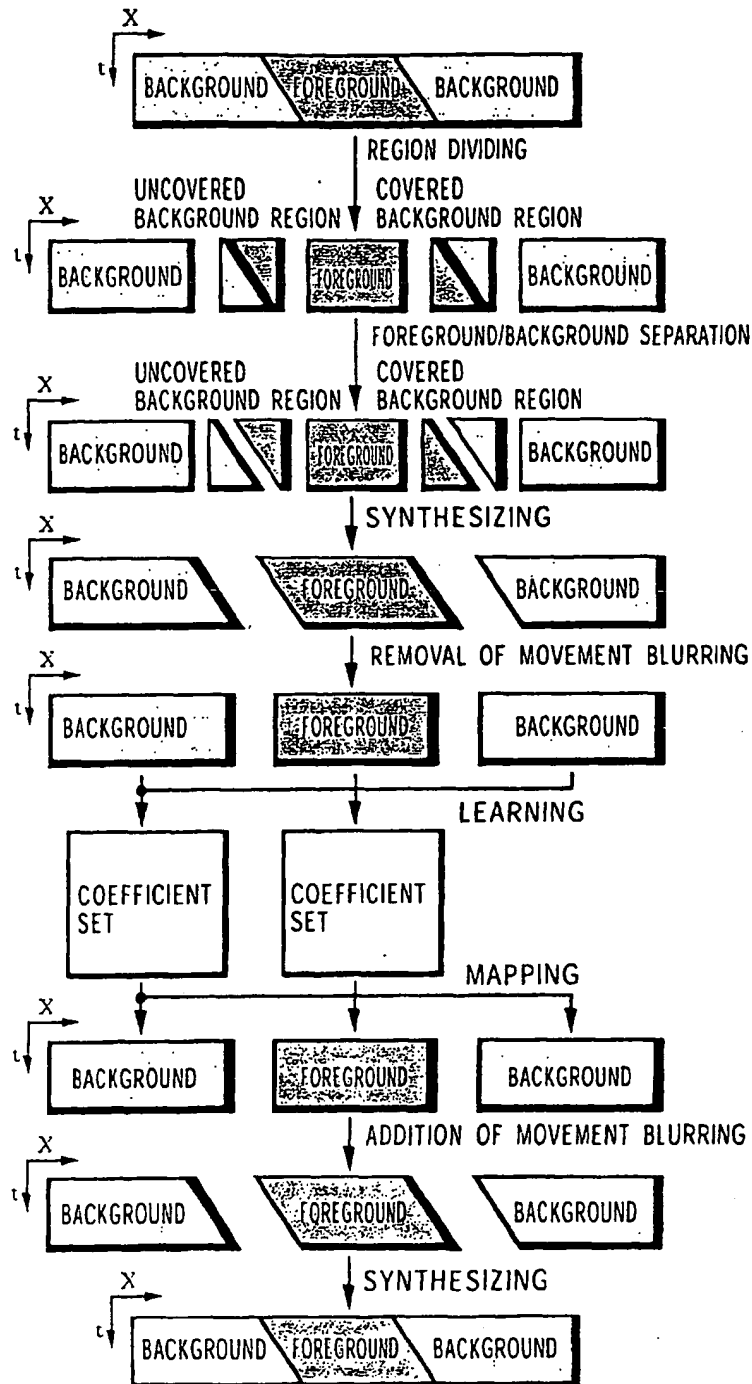 X
t
BACKGROUND FOREGROUND BACKGROUND
REGION DIVIDING
UNCOVERED BACKGROUND REGION
COVERED BACKGROUND REGION
X
t
BACKGROUND FOREGROUND BACKGROUND
FOREGROUND/BACKGROUND SEPARATION
UNCOVERED BACKGROUND REGION
COVERED BACKGROUND REGION
X
t
BACKGROUND FOREGROUND BACKGROUND
SYNTHESIZING
X
t
BACKGROUND FOREGROUND BACKGROUND
REMOVAL OF MOVEMENT BLURRING
X
t
BACKGROUND FOREGROUND BACKGROUND
LEARNING
COEFFICIENT SET
COEFFICIENT SET
MAPPING
X
t
BACKGROUND FOREGROUND BACKGROUND
ADDITION OF MOVEMENT BLURRING
X
t
BACKGROUND FOREGROUND BACKGROUND
SYNTHESIZING
X
t
BACKGROUND FOREGROUND BACKGROUND